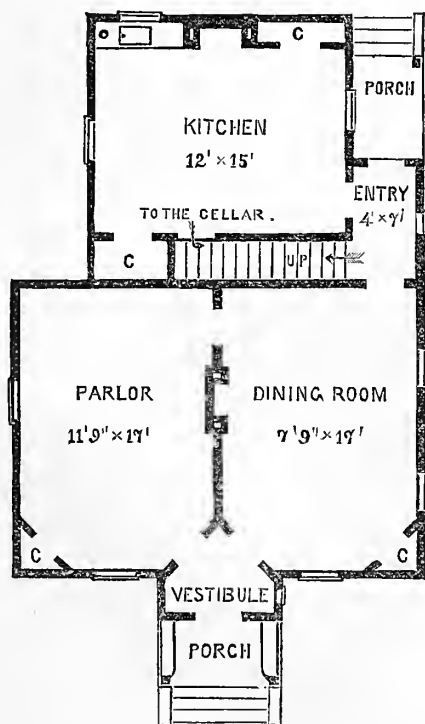 C
PORCH
KITCHEN
12' × 15'
ENTRY
4' × 7'
TO THE CELLAR.
C
UP
PARLOR
11'9" × 17'
DINING ROOM
7'9" × 17'
C
C
VESTIBULE
PORCH